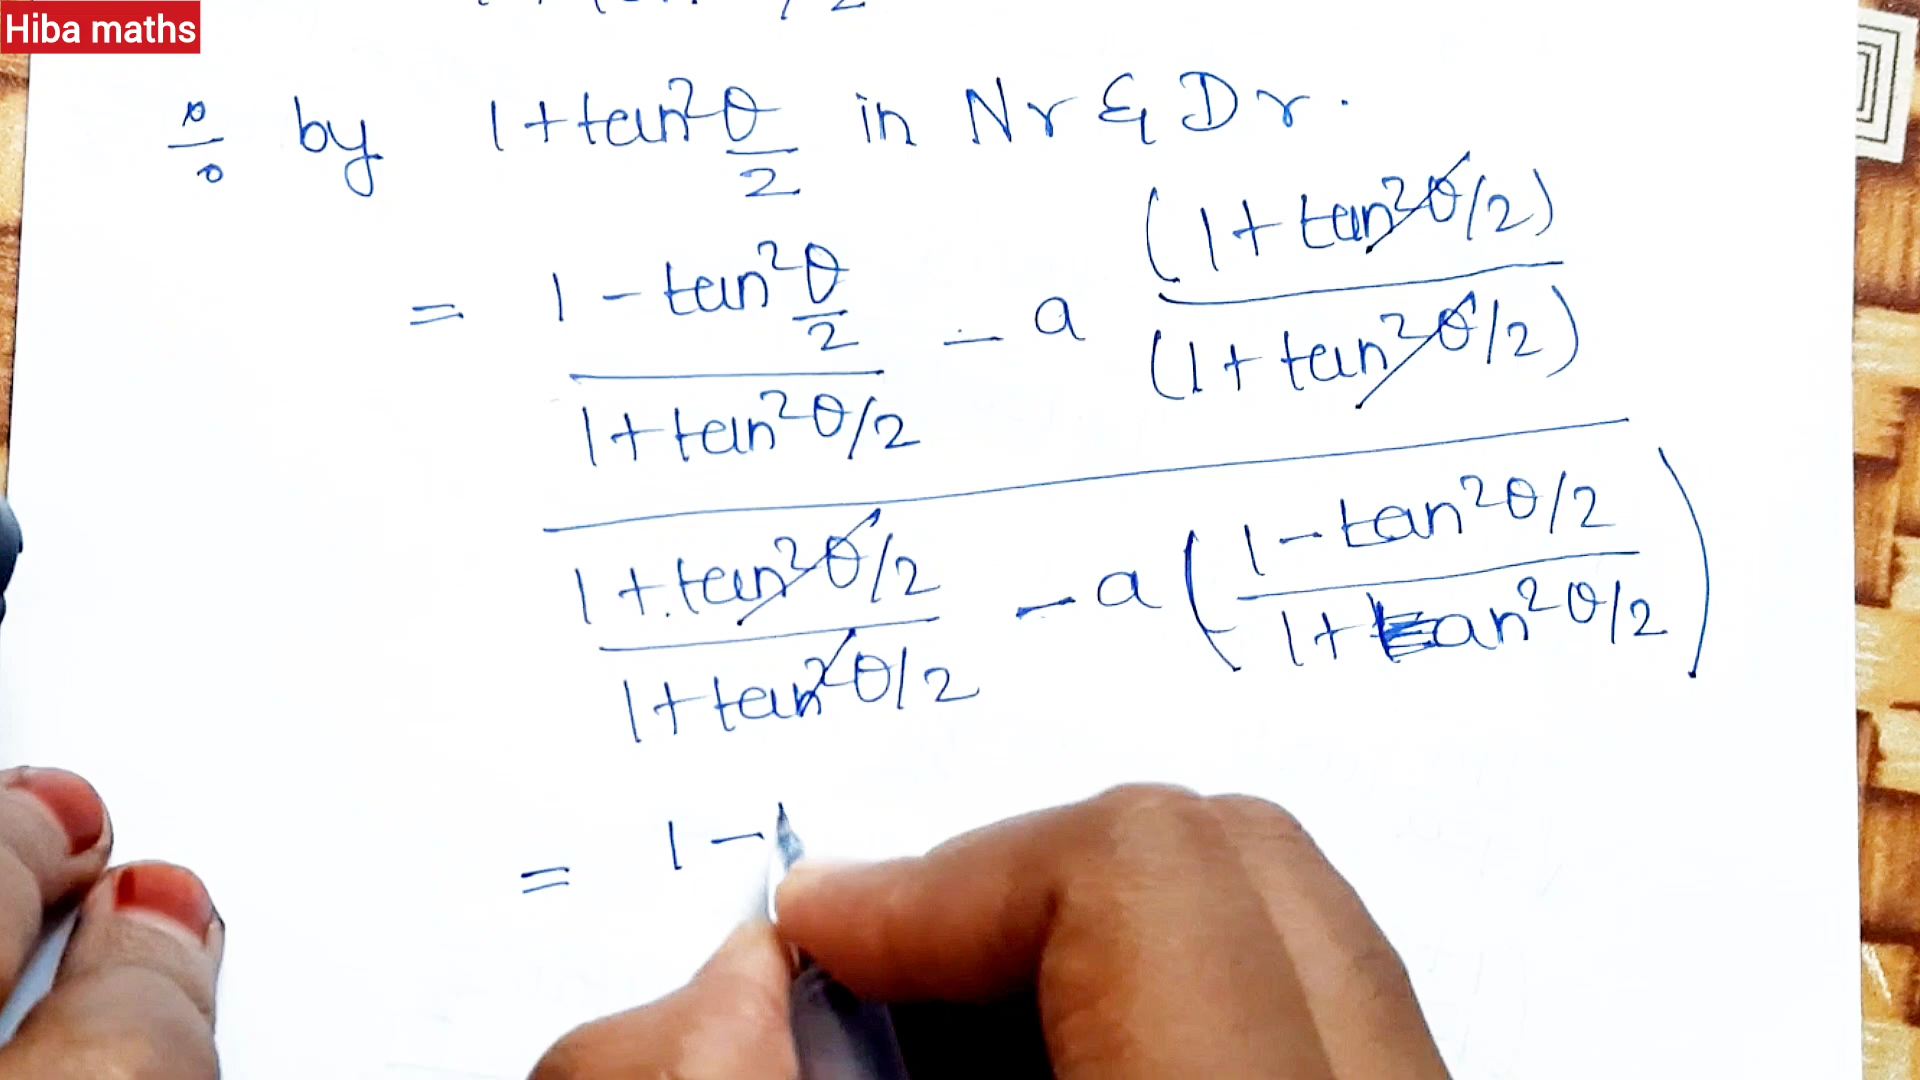 Hiba maths
÷ by 1+tan²θ/2 in Nr & Dr.
= 1 - tan²θ/2 / 1+tan²θ/2 - a (1+tan²θ/2) / (1+tan²θ/2)
1+tan²θ/2 / 1+tan²θ/2 - a (1-tan²θ/2 / 1+tan²θ/2)
= 1 -